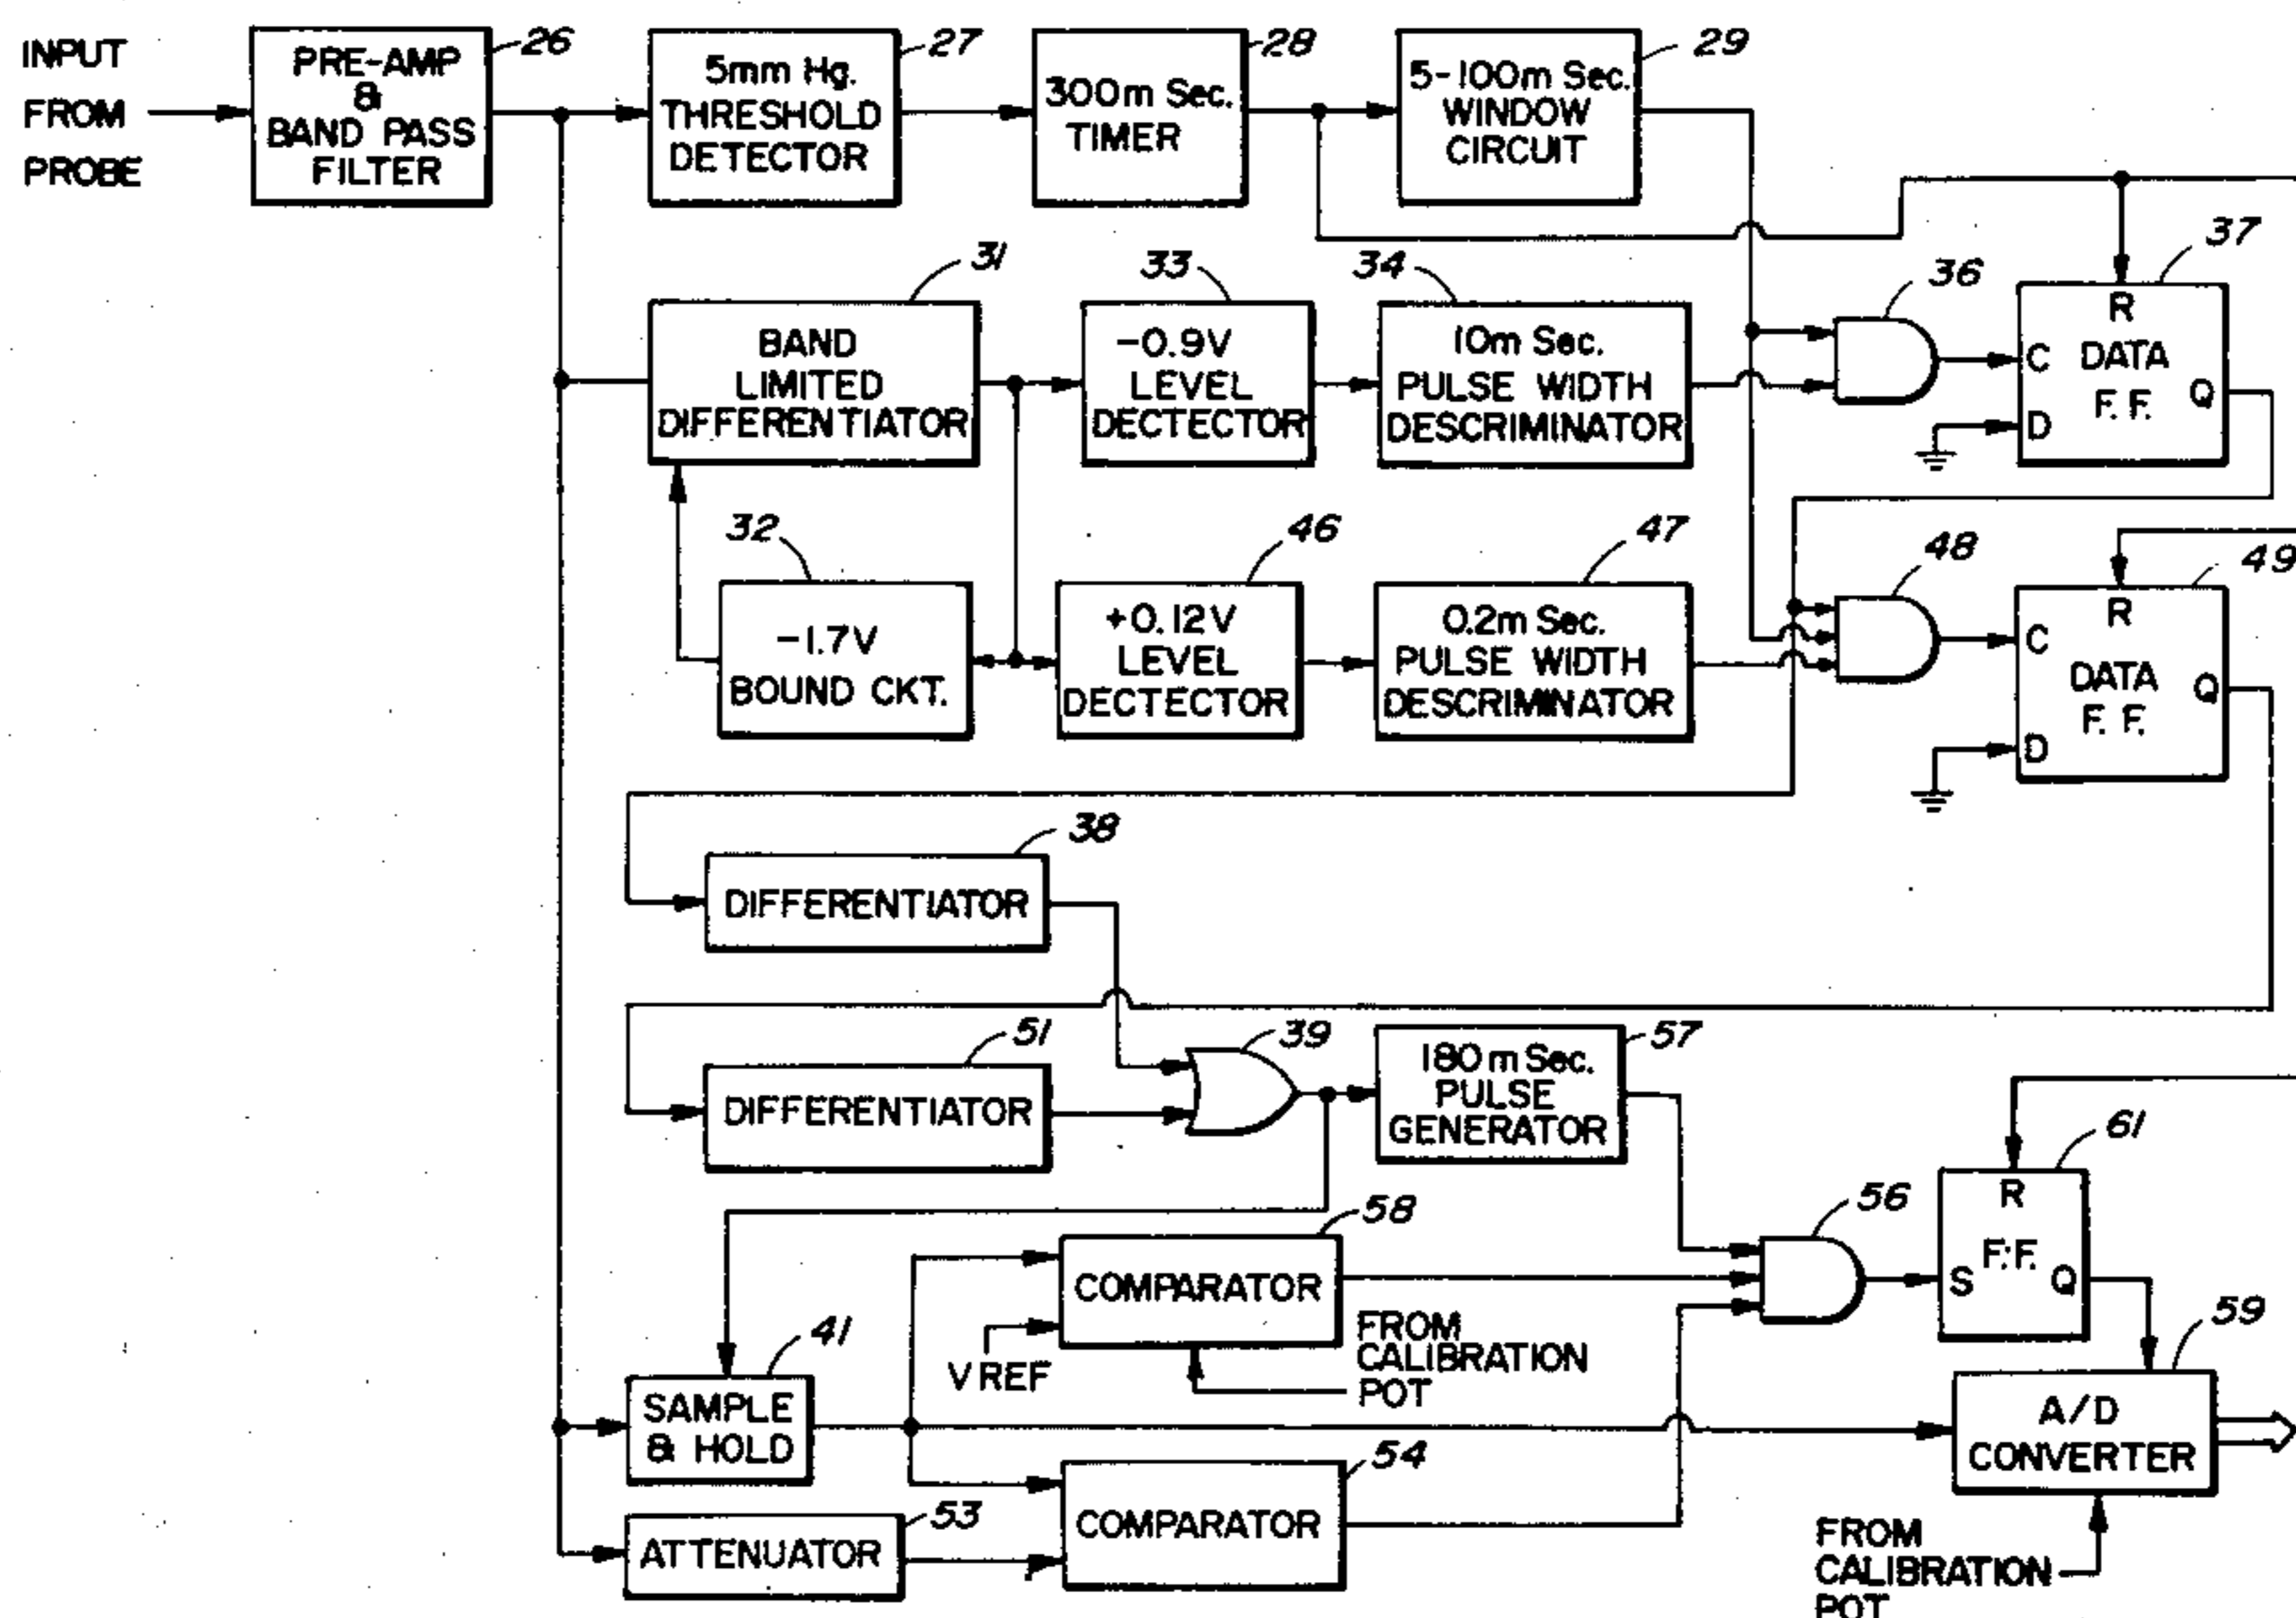 INPUT
FROM
PROBE
PRE-AMP
&
BAND PASS
FILTER
26
5mm Hg.
THRESHOLD
DETECTOR
27
300m Sec.
TIMER
28
5-100m Sec.
WINDOW
CIRCUIT
29
BAND
LIMITED
DIFFERENTIATOR
31
-0.9V
LEVEL
DECTECTOR
33
10m Sec.
PULSE WIDTH
DESCRIMINATOR
34
36
R
C DATA
F. F. Q
D
37
-1.7V
BOUND CKT.
32
+0.12V
LEVEL
DECTECTOR
46
0.2m Sec.
PULSE WIDTH
DESCRIMINATOR
47
48
R
C
DATA Q
F. F.
D
49
DIFFERENTIATOR
38
DIFFERENTIATOR
51
39
180 m Sec.
PULSE
GENERATOR
57
COMPARATOR
58
V REF
FROM
CALIBRATION
POT
56
R
F.F.
S Q
61
SAMPLE
& HOLD
41
A/D
CONVERTER
59
ATTENUATOR
53
COMPARATOR
54
FROM
CALIBRATION
POT